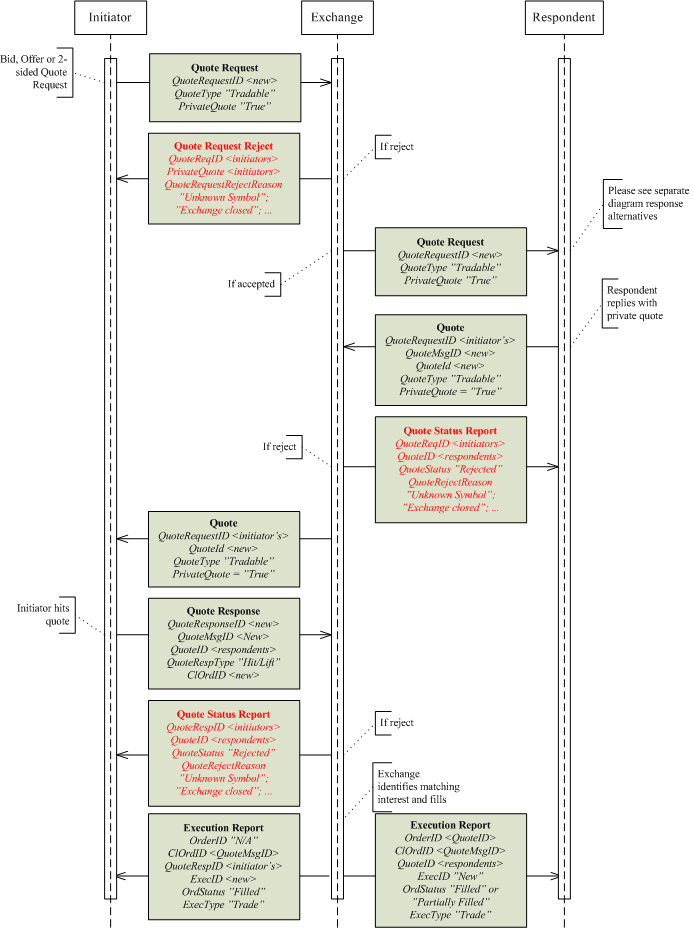 Initiator
Exchange
Respondent
Bid, Offer or 2-
sided Quote
Request
Quote Request
QuoteRequestID <new>
QuoteType ”Tradable”
PrivateQuote ”True”
Quote Request Reject
QuoteReqID <initiators>
PrivateQuote <initiators>
QuoteRequestRejectReason
”Unknown Symbol”;
”Exchange closed”; ...
If reject
Please see separate
diagram response
alternatives
Quote Request
QuoteRequestID <new>
QuoteType ”Tradable”
PrivateQuote ”True”
If accepted
Respondent
replies with
private quote
Quote
QuoteRequestID <initiator’s>
QuoteMsgID <new>
QuoteId <new>
QuoteType ”Tradable”
PrivateQuote = ”True”
Quote Status Report
QuoteReqID <initiators>
QuoteID <respondents>
QuoteStatus ”Rejected”
QuoteRejectReason
”Unknown Symbol”;
”Exchange closed”; ...
If reject
Quote
QuoteRequestID <initiator’s>
QuoteId <new>
QuoteType ”Tradable”
PrivateQuote = ”True”
Initiator hits
quote
Quote Response
QuoteResponseID <new>
QuoteMsgID <New>
QuoteID <respondents>
QuoteRespType ”Hit/Lift”
ClOrdID <new>
Quote Status Report
QuoteRespID <initiators>
QuoteID <respondents>
QuoteStatus ”Rejected”
QuoteRejectReason
”Unknown Symbol”;
”Exchange closed”; ...
If reject
Exchange
identifies matching
interest and fills
Execution Report
OrderID ”N/A”
ClOrdID <QuoteMsgID>
QuoteRespID <initiator’s>
ExecID <new>
OrdStatus ”Filled”
ExecType ”Trade”
Execution Report
OrderID <QuoteID>
ClOrdID <QuoteMsgID>
QuoteID <respondents>
ExecID ”New”
OrdStatus ”Filled” or
”Partially Filled”
ExecType ”Trade”